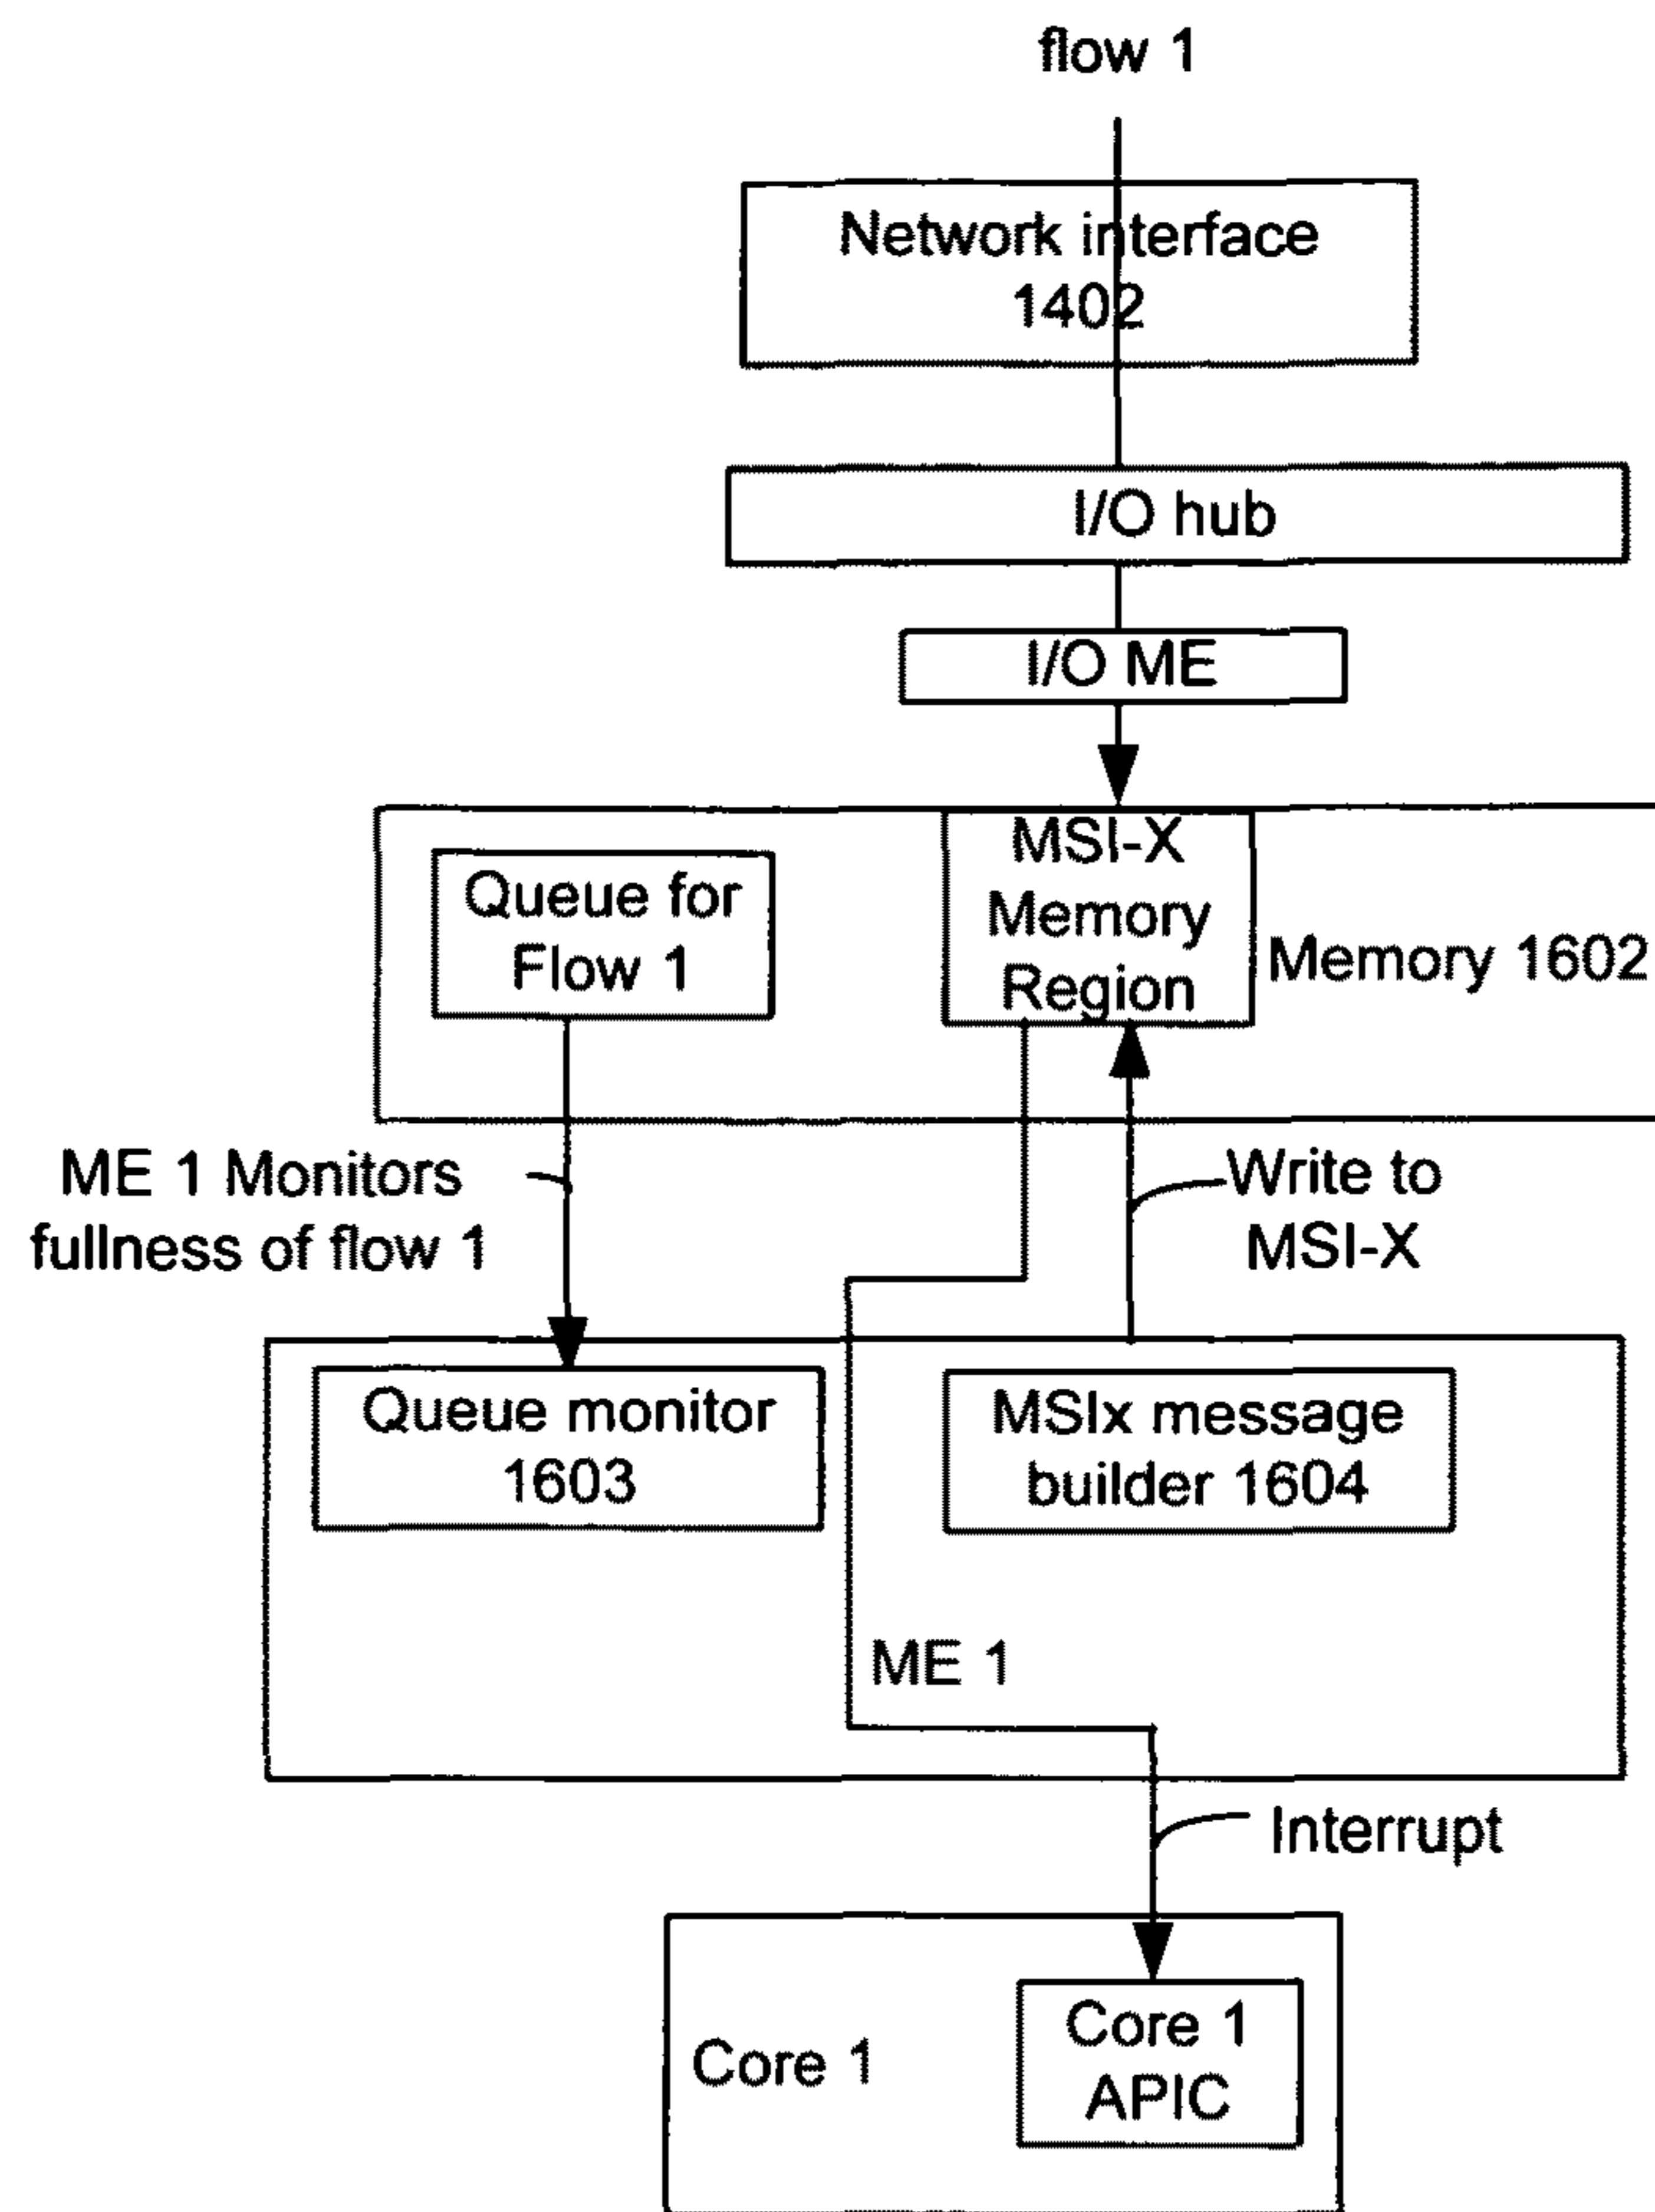 flow 1
Network interface
1402
I/O hub
I/O ME
Queue for
Flow 1
MSI-X
Memory
Region
Memory 1602
ME 1 Monitors
fullness of flow 1
Write to
MSI-X
Queue monitor
1603
MSIx message
builder 1604
ME 1
Interrupt
Core 1
Core 1
APIC